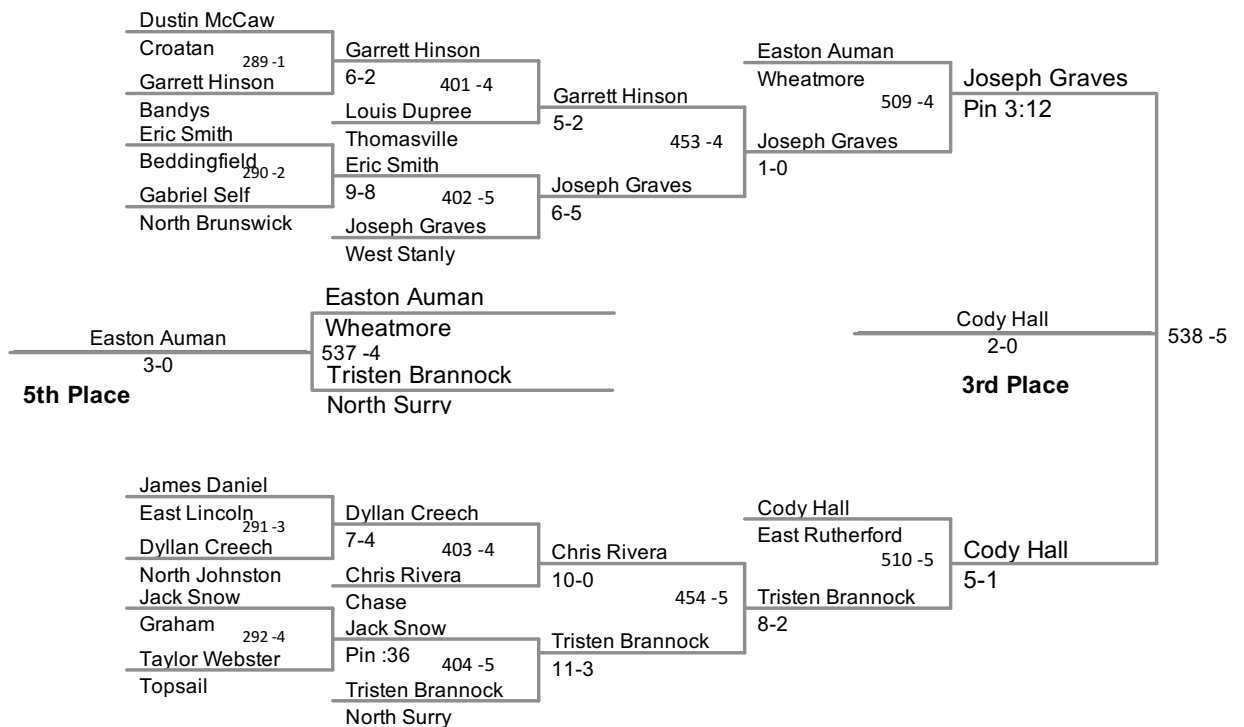 Dustin McCaw
Croatan
289 -1
Garrett Hinson
Bandys
Eric Smith
Beddingfield
290 -2
Gabriel Self
North Brunswick
Garrett Hinson
6-2
401 -4
Louis Dupree
Thomasville
Eric Smith
9-8
402 -5
Joseph Graves
West Stanly
Garrett Hinson
5-2
453 -4
Joseph Graves
6-5
Easton Auman
Wheatmore
509 -4
Joseph Graves
1-0
Joseph Graves
Pin 3:12
Easton Auman
3-0
5th Place
Easton Auman
Wheatmore
537 -4
Tristen Brannock
North Surry
Cody Hall
2-0
3rd Place
538 -5
James Daniel
East Lincoln
291 -3
Dyllan Creech
North Johnston
Jack Snow
Graham
292 -4
Taylor Webster
Topsail
Dyllan Creech
7-4
403 -4
Chris Rivera
Chase
Jack Snow
Pin :36
404 -5
Tristen Brannock
North Surry
Chris Rivera
10-0
454 -5
Tristen Brannock
11-3
Cody Hall
East Rutherford
510 -5
Tristen Brannock
8-2
Cody Hall
5-1